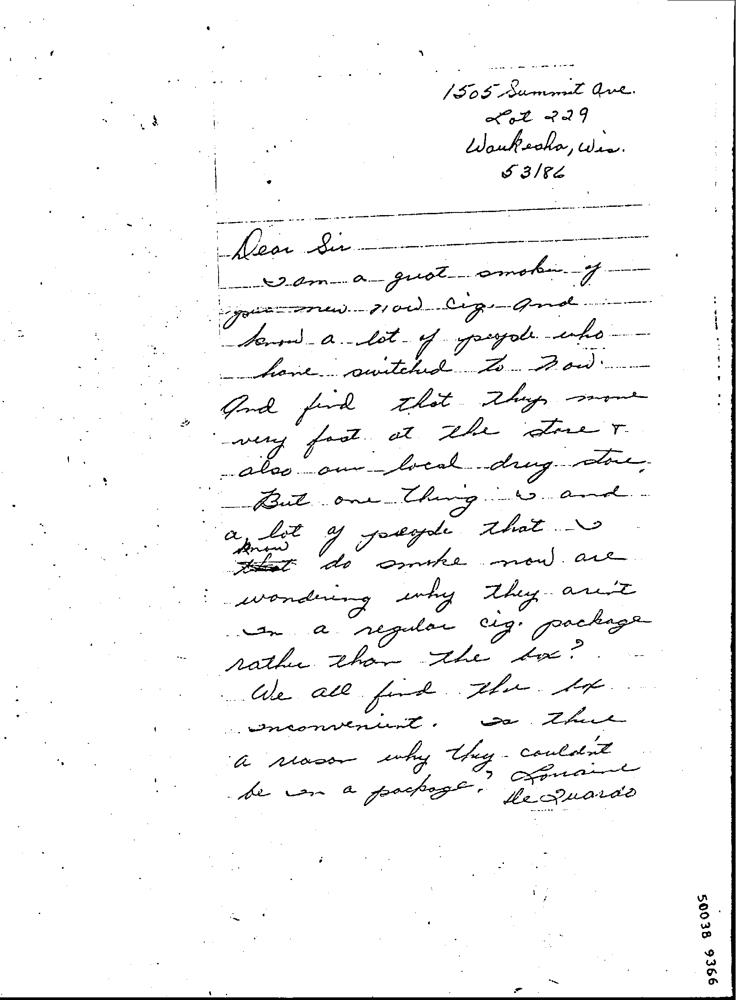 1505 Summit Ave.
Lot 229
Waukesha, Wis.
53186
Dear Sir
I am a great smoker of
your new Now Cig. And
know a lot of people who
have switched to Now.
And find that they move
very fast at the store &
also our local drug store.
But one thing I and
a lot of people that I
know
that do smoke now are
wondering why they aren't
in a regular cig. package
rather than the box?
We all find the box
inconvenient. Is there
a reason why they couldn't
be in a package? Lorraine
50038 9366